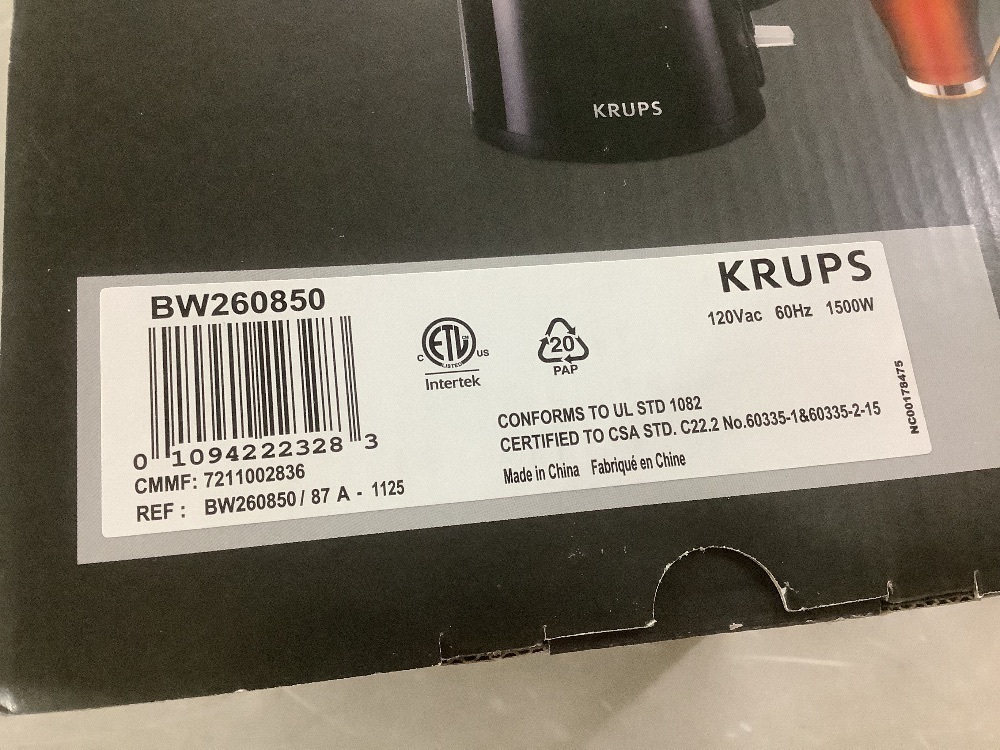 KRUPS
BW260850
KRUPS
120Vac 60Hz 1500W
C ETL LISTED US
Intertek
20
PAP
0 1094222328 3
CMMF: 7211002836
REF : BW260850 / 87 A - 1125
CONFORMS TO UL STD 1082
CERTIFIED TO CSA STD. C22.2 No.60335-1&60335-2-15
Made in China Fabriqué en Chine
NC00178475